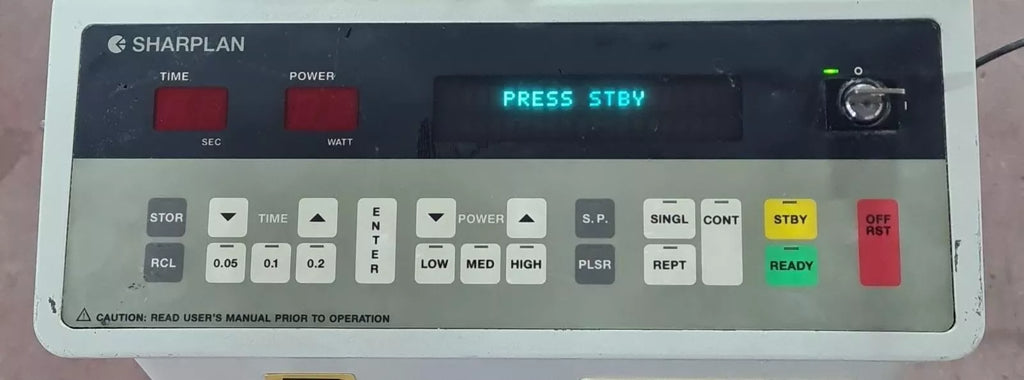 SHARPLAN
TIME
POWER
SEC
WATT
PRESS STBY
O
I
STOR
TIME
ENTER
POWER
S.P.
SINGL
CONT
STBY
OFF
RST
RCL
0.05
0.1
0.2
LOW
MED
HIGH
PLSR
REPT
READY
CAUTION: READ USER'S MANUAL PRIOR TO OPERATION